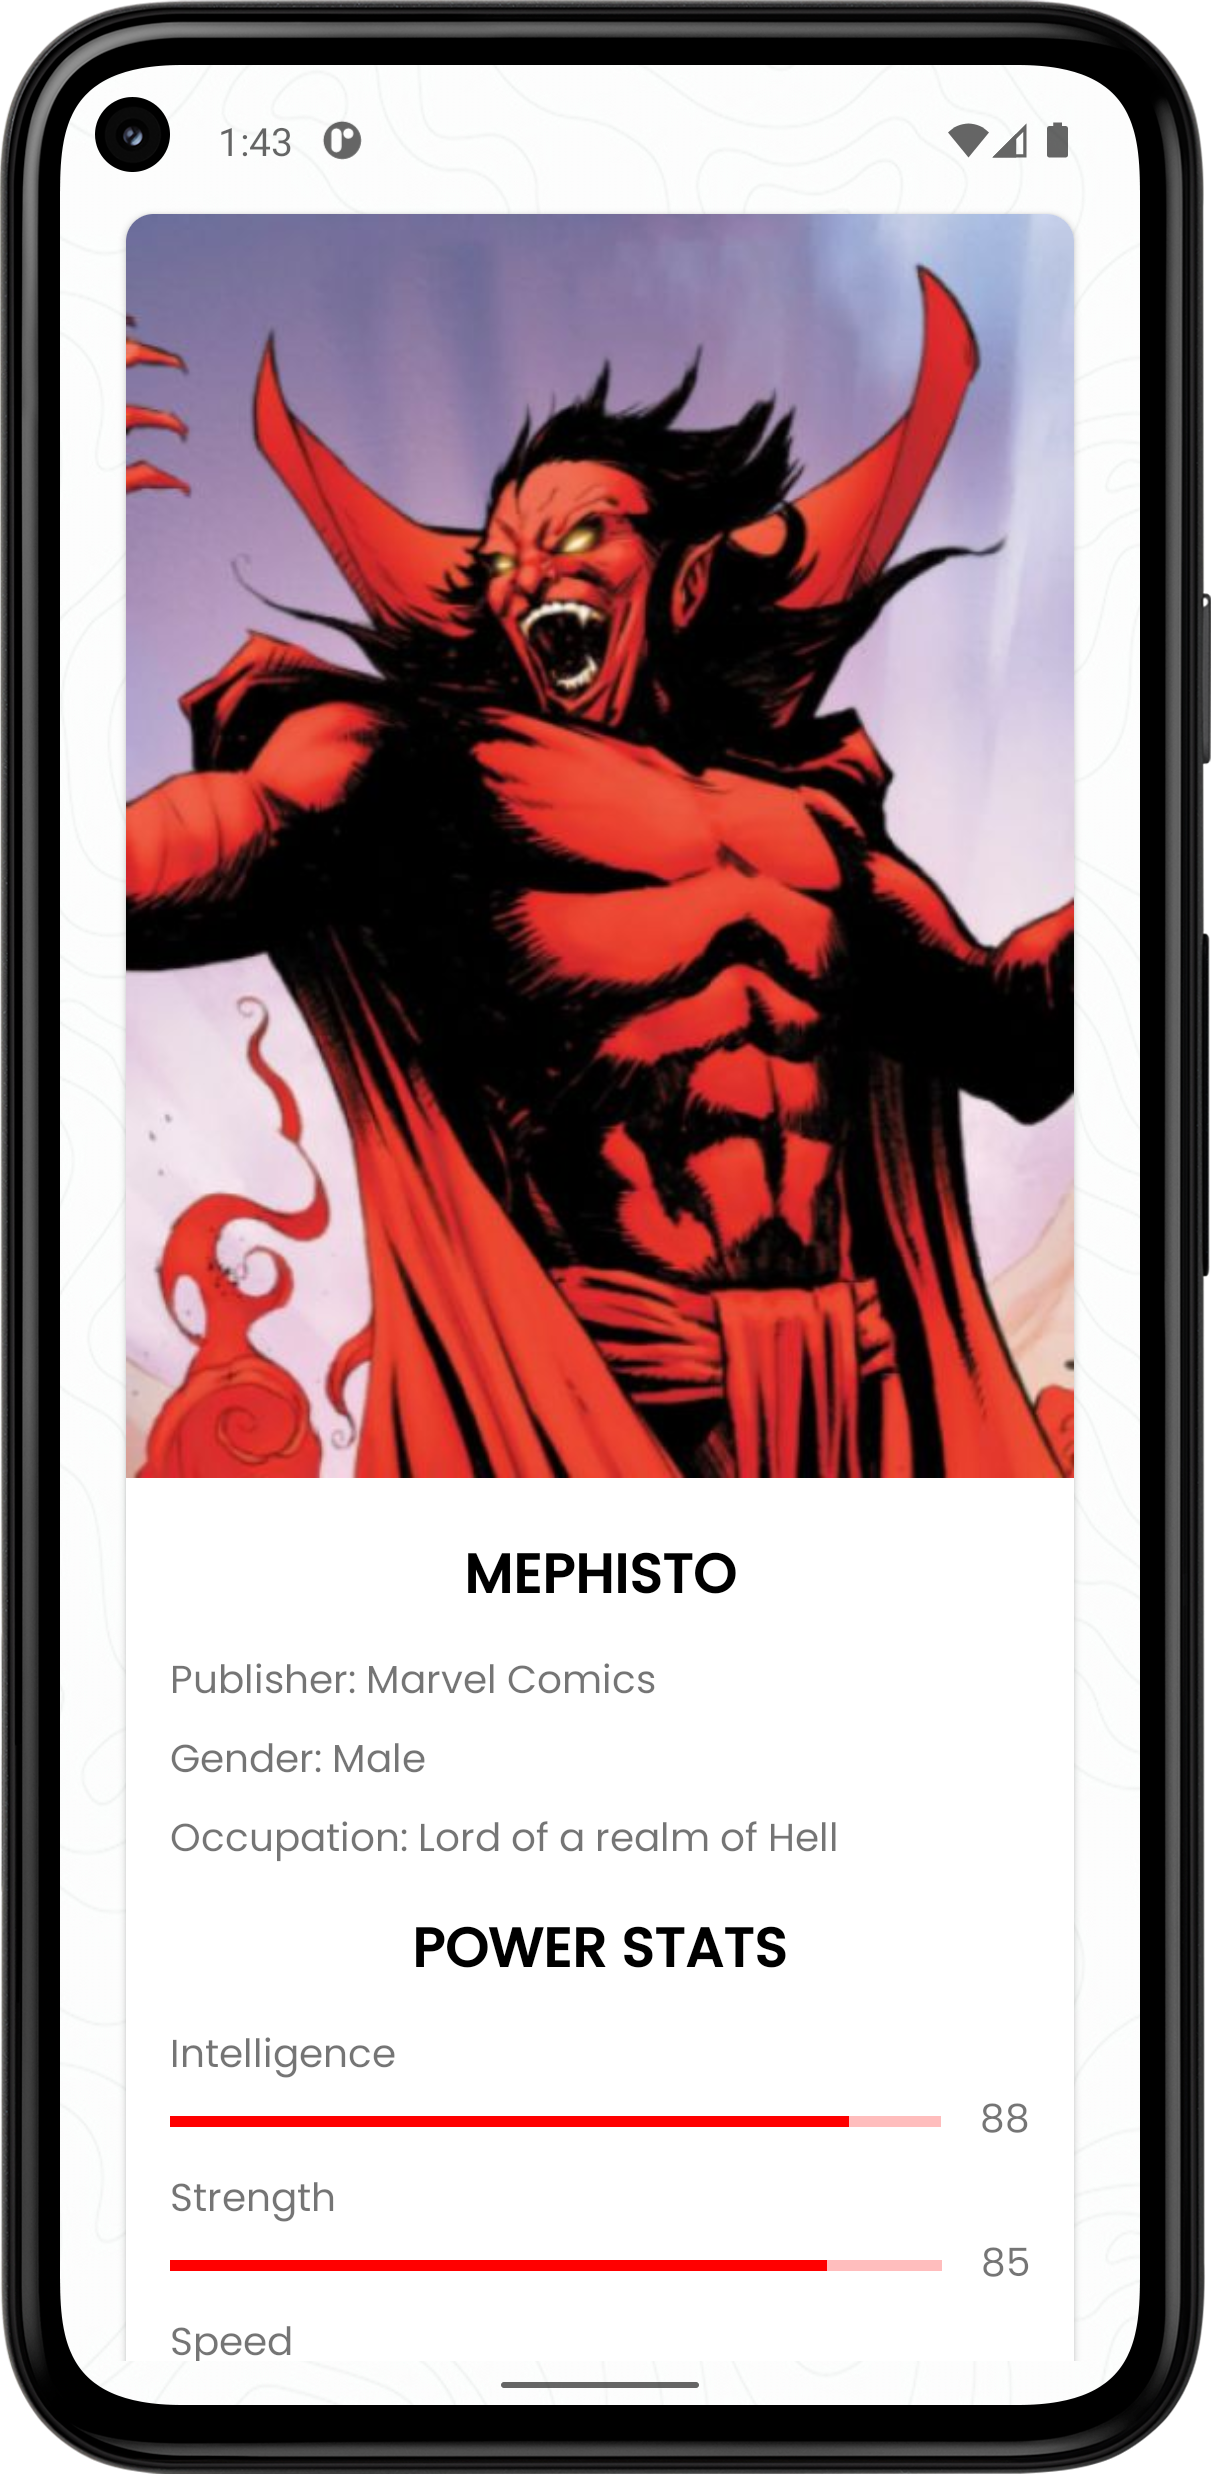 1:43
MEPHISTO
Publisher: Marvel Comics
Gender: Male
Occupation: Lord of a realm of Hell
POWER STATS
Intelligence
88
Strength
85
Speed